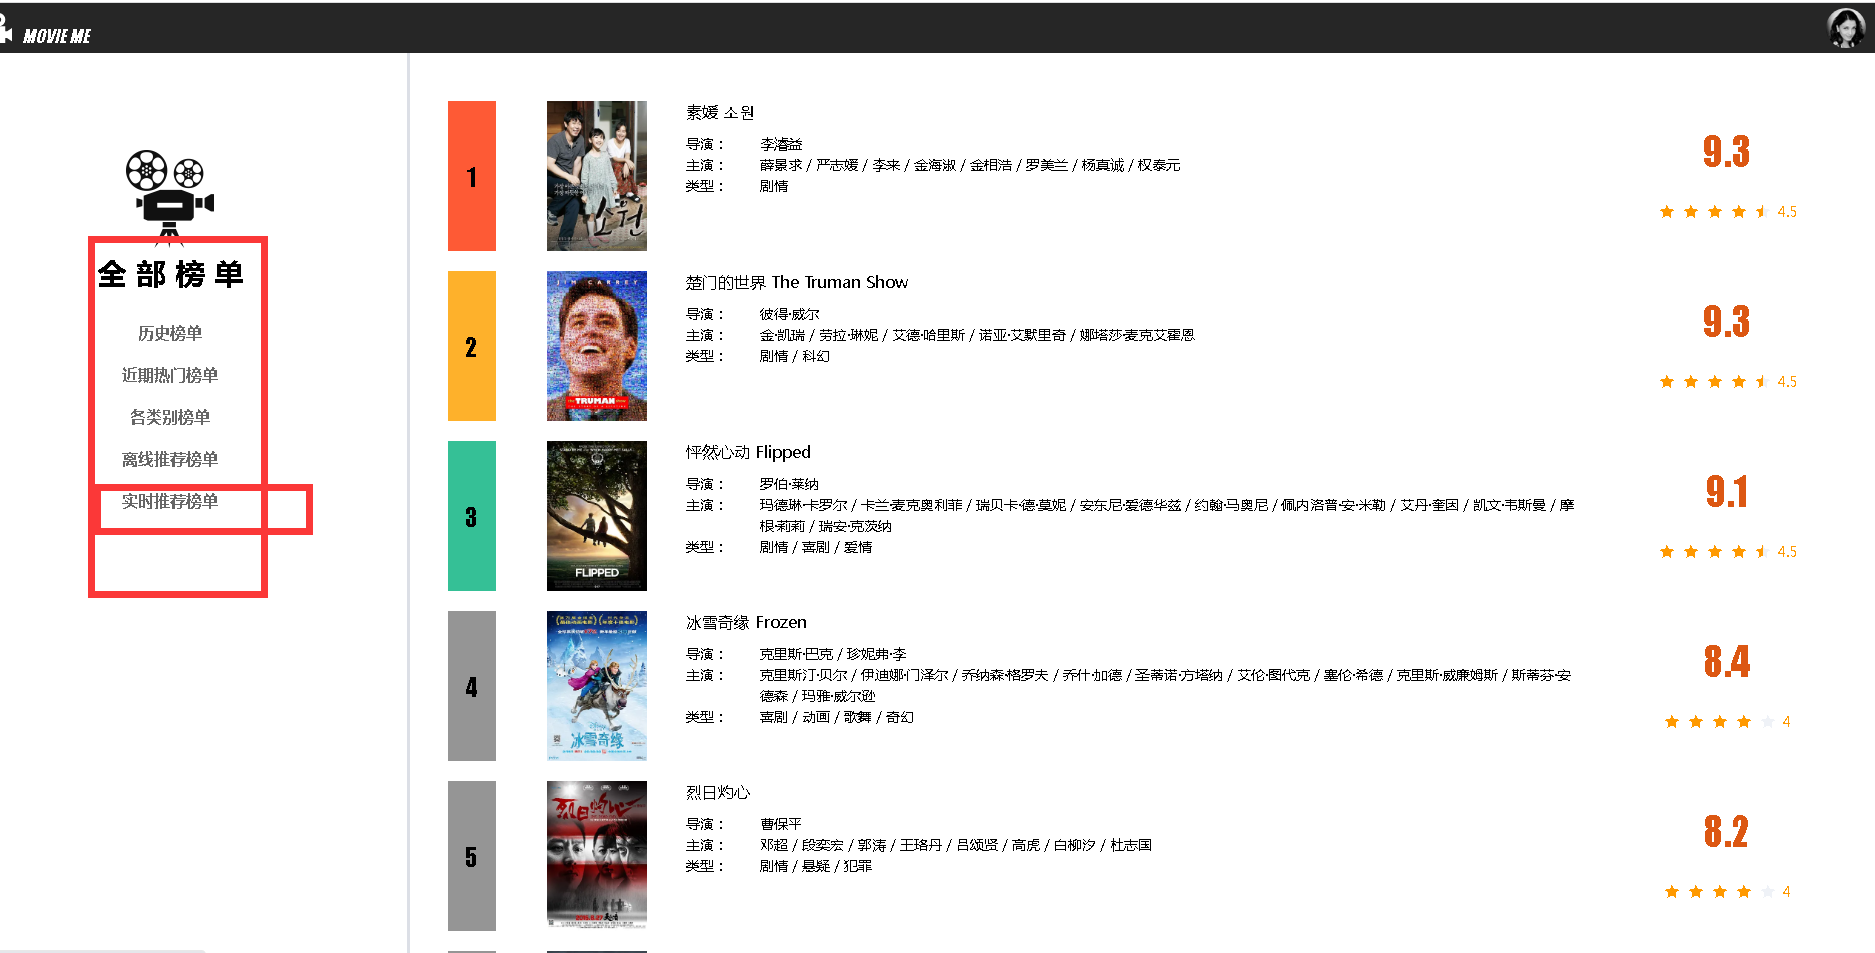 MOVIE ME
全部榜单
历史榜单
近期热门榜单
各类别榜单
离线推荐榜单
实时推荐榜单
1
素媛 소원
导演： 李濬益
主演： 薛景求 / 严志媛 / 李来 / 金海淑 / 金相浩 / 罗美兰 / 杨真诚 / 权泰元
类型： 剧情
9.3
4.5
2
JIM CARREY
THE TRUMAN SHOW
楚门的世界 The Truman Show
导演： 彼得·威尔
主演： 金·凯瑞 / 劳拉·琳妮 / 艾德·哈里斯 / 诺亚·艾默里奇 / 娜塔莎·麦克艾霍恩
类型： 剧情 / 科幻
9.3
4.5
3
FLIPPED
怦然心动 Flipped
导演： 罗伯·莱纳
主演： 玛德琳·卡罗尔 / 卡兰·麦克奥利菲 / 瑞贝卡·德·莫妮 / 安东尼·爱德华兹 / 约翰·马奥尼 / 佩内洛普·安·米勒 / 艾丹·奎因 / 凯文·韦斯曼 / 摩
根·莉莉 / 瑞安·克茨纳
类型： 剧情 / 喜剧 / 爱情
9.1
4.5
4
冰雪奇缘
冰雪奇缘 Frozen
导演： 克里斯·巴克 / 珍妮弗·李
主演： 克里斯汀·贝尔 / 伊迪娜·门泽尔 / 乔纳森·格罗夫 / 乔什·加德 / 圣蒂诺·方塔纳 / 艾伦·图代克 / 塞伦·希德 / 克里斯·威廉姆斯 / 斯蒂芬·安
德森 / 玛雅·威尔逊
类型： 喜剧 / 动画 / 歌舞 / 奇幻
8.4
4
5
烈日灼心
烈日灼心
导演： 曹保平
主演： 邓超 / 段奕宏 / 郭涛 / 王珞丹 / 吕颂贤 / 高虎 / 白柳汐 / 杜志国
类型： 剧情 / 悬疑 / 犯罪
8.2
4